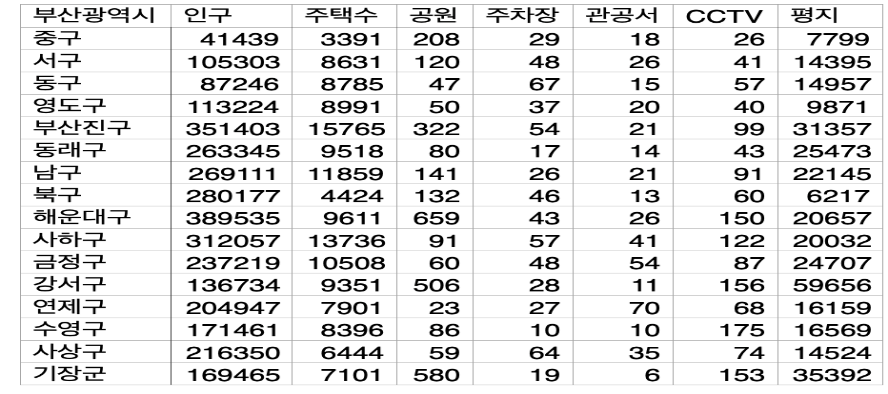 부산광역시 인구 주택수 공원 주차장 관공서 CCTV 평지
중구 41439 3391 208 29 18 26 7799
서구 105303 8631 120 48 26 41 14395
동구 87246 8785 47 67 15 57 14957
영도구 113224 8991 50 37 20 40 9871
부산진구 351403 15765 322 54 21 99 31357
동래구 263345 9518 80 17 14 43 25473
남구 269111 11859 141 26 21 91 22145
북구 280177 4424 132 46 13 60 6217
해운대구 389535 9611 659 43 26 150 20657
사하구 312057 13736 91 57 41 122 20032
금정구 237219 10508 60 48 54 87 24707
강서구 136734 9351 506 28 11 156 59656
연제구 204947 7901 23 27 70 68 16159
수영구 171461 8396 86 10 10 175 16569
사상구 216350 6444 59 64 35 74 14524
기장군 169465 7101 580 19 6 153 35392